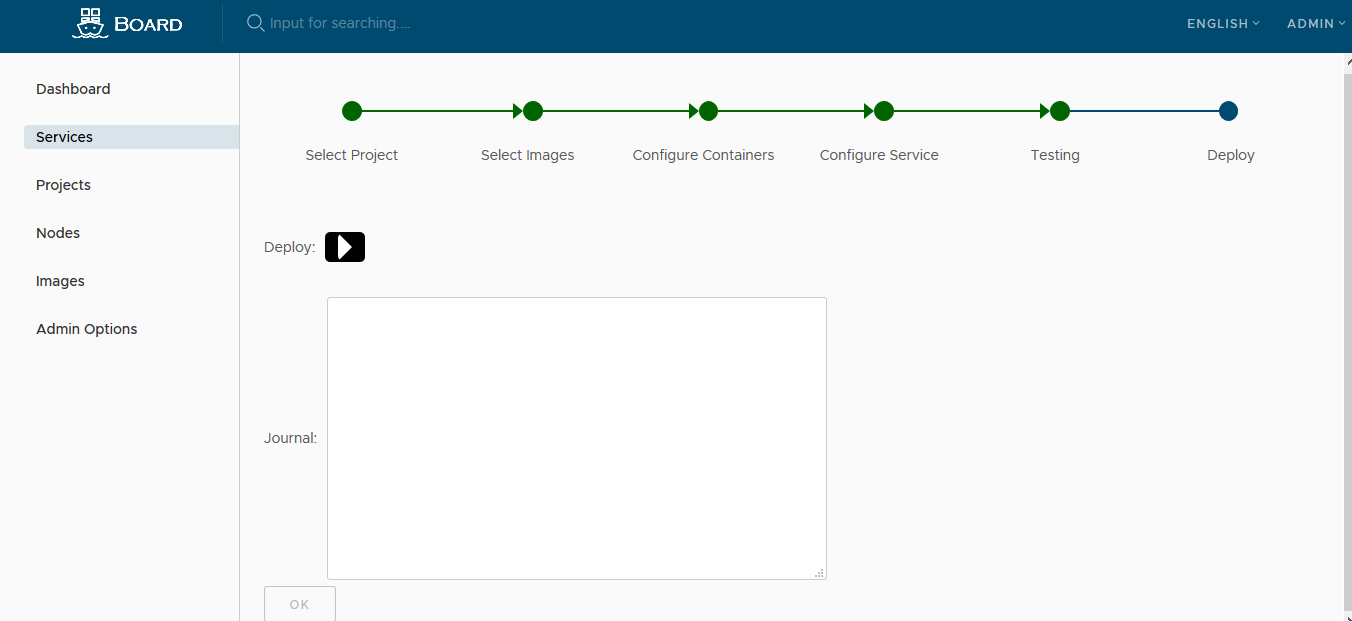 BOARD
Input for searching....
ENGLISH
ADMIN
Dashboard
Services
Projects
Nodes
Images
Admin Options
Select Project
Select Images
Configure Containers
Configure Service
Testing
Deploy
Deploy:
Journal:
OK